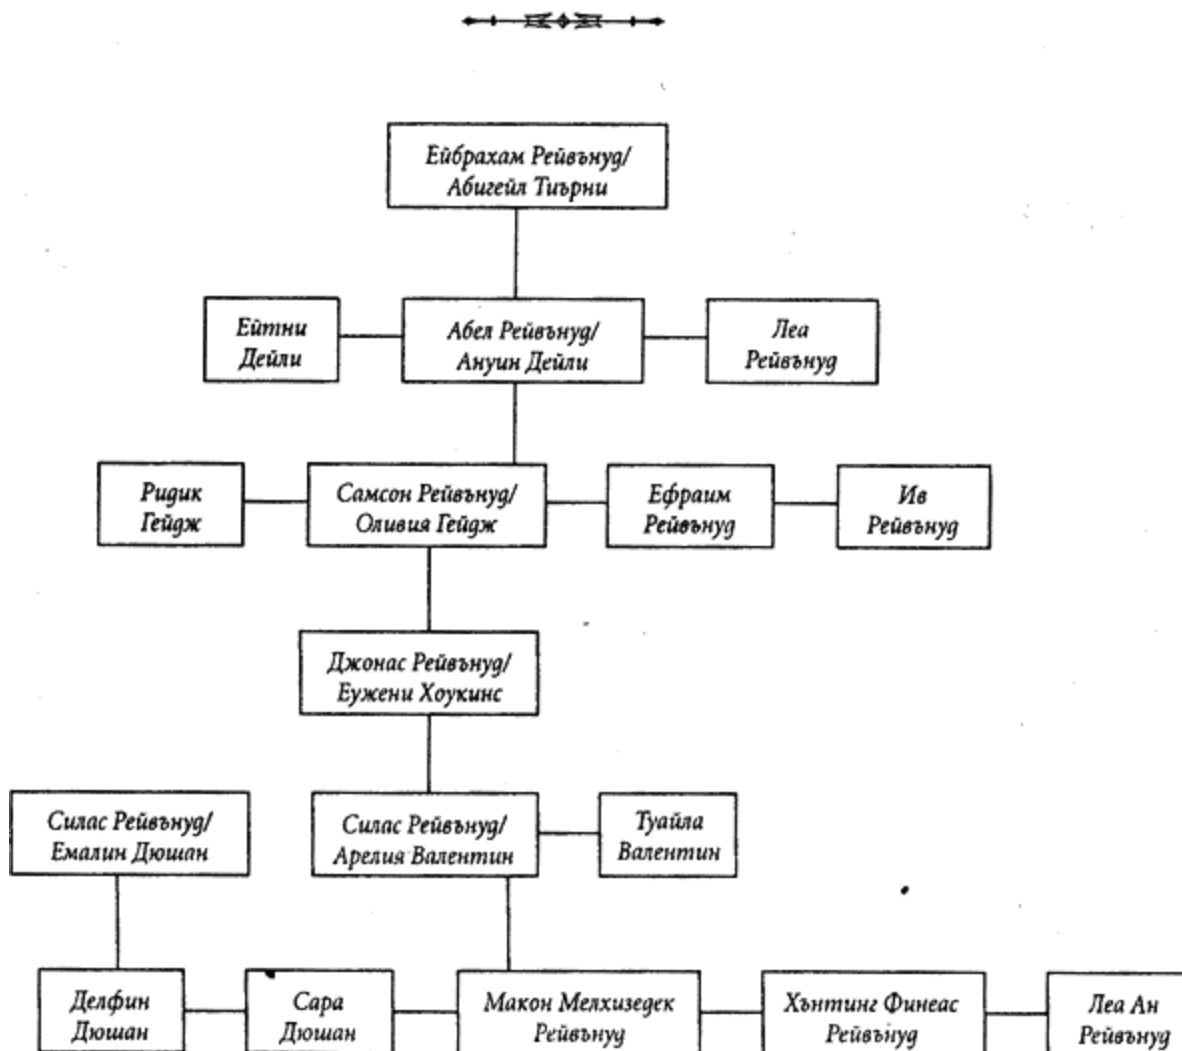 Ейбрахам Рейвънуд/
Абигейл Тиърни
Ейтни
Дейли
Абел Рейвънуд/
Ануин Дейли
Леа
Рейвънуд
Ридик
Гейдж
Самсон Рейвънуд/
Оливия Гейдж
Ефраим
Рейвънуд
Ив
Рейвънуд
Джонас Рейвънуд/
Еужени Хоукинс
Силас Рейвънуд/
Емалин Дюшан
Силас Рейвънуд/
Арелия Валентин
Туайла
Валентин
Делфин
Дюшан
Сара
Дюшан
Макон Мелхизедек
Рейвънуд
Хънтинг Финеас
Рейвънуд
Леа Ан
Рейвънуд